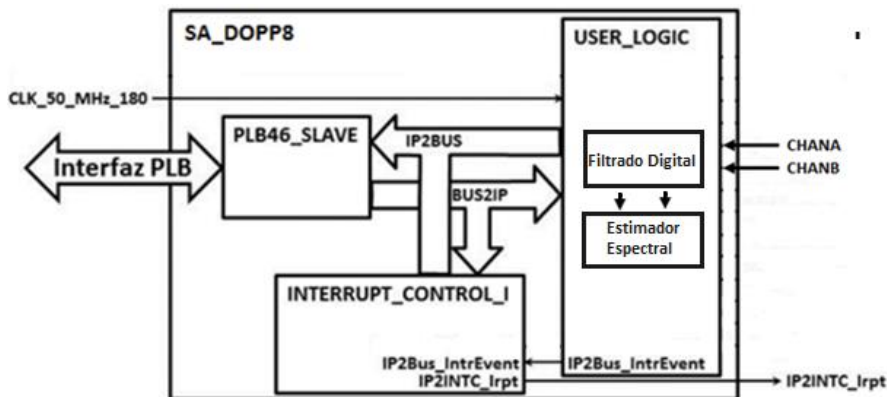 SA_DOPP8
USER_LOGIC
CLK_50_MHz_180
PLB46_SLAVE
IP2BUS
Interfaz PLB
BUS2IP
Filtrado Digital
CHANA
CHANB
Estimador
Espectral
INTERRUPT_CONTROL_I
IP2Bus_IntrEvent
IP2Bus_IntrEvent
IP2INTC_Irpt
IP2INTC_Irpt